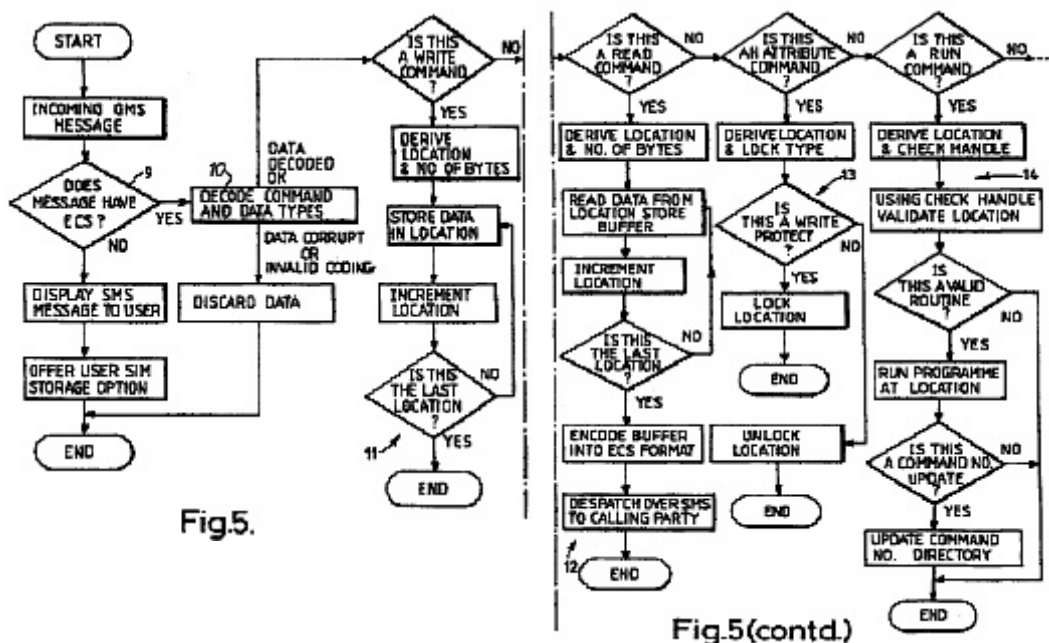 START
INCOMING GMS
MESSAGE
9
DOES
MESSAGE HAVE
ECS ?
YES
NO
10
DECODE COMMAND
AND DATA TYPES
DATA
DECODED
OK
DATA CORRUPT
OR
INVALID CODING
DISCARD DATA
DISPLAY SMS
MESSAGE TO USER
OFFER USER SIM
STORAGE OPTION
END
IS THIS
A WRITE
COMMAND
?
NO
YES
DERIVE
LOCATION
& NO. OF BYTES
STORE DATA
IN LOCATION
INCREMENT
LOCATION
IS THIS
THE LAST
LOCATION
?
NO
YES
11
END
Fig.5.
IS THIS
A READ
COMMAND
?
NO
YES
DERIVE LOCATION
& NO. OF BYTES
READ DATA FROM
LOCATION STORE
BUFFER
INCREMENT
LOCATION
IS THIS
THE LAST
LOCATION
?
NO
YES
ENCODE BUFFER
INTO ECS FORMAT
DESPATCH OVER SMS
TO CALLING PARTY
12
END
IS THIS
AN ATTRIBUTE
COMMAND
?
NO
YES
DERIVE LOCATION
& LOCK TYPE
13
IS
THIS A WRITE
PROTECT
?
NO
YES
LOCK
LOCATION
END
UNLOCK
LOCATION
END
IS THIS
A RUN
COMMAND
?
NO
YES
DERIVE LOCATION
& CHECK HANDLE
14
USING CHECK HANDLE
VALIDATE LOCATION
IS
THIS A VALID
ROUTINE
?
NO
YES
RUN PROGRAMME
AT LOCATION
IS THIS
A COMMAND NO.
UPDATE
?
NO
YES
UPDATE COMMAND
NO. DIRECTORY
END
Fig.5(contd.)